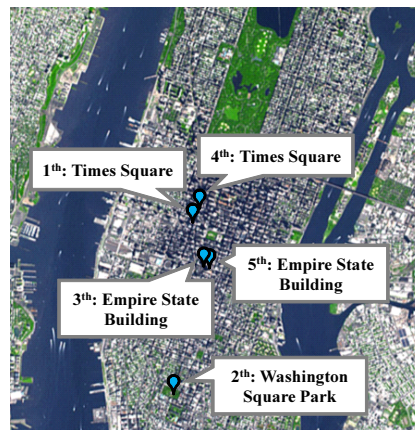 4th: Times Square
1th: Times Square
5th: Empire State
Building
3th: Empire State
Building
2th: Washington
Square Park